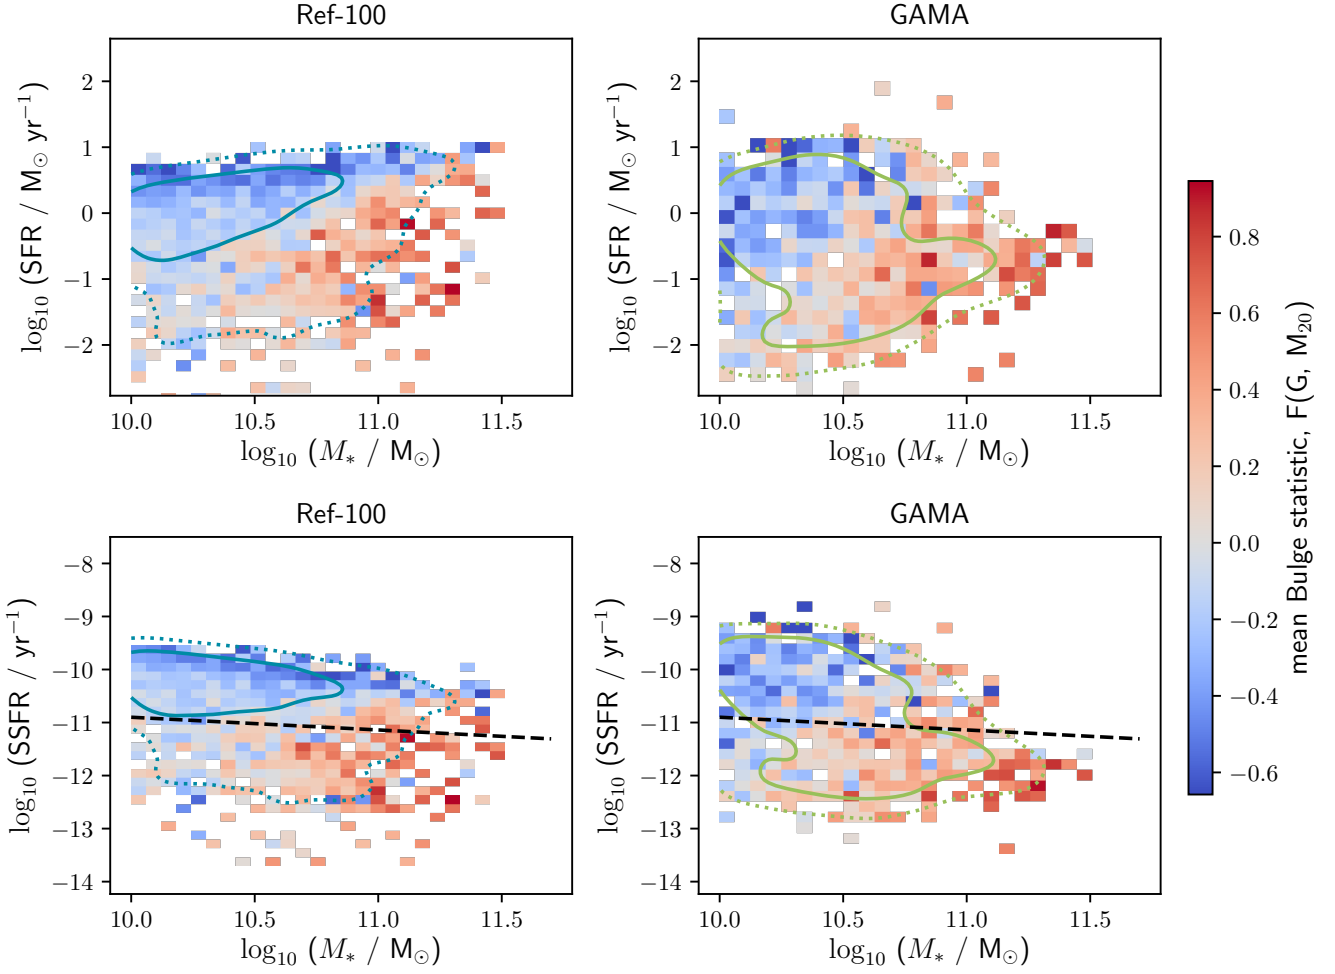 Ref-100
GAMA
log₁₀ (SFR / M⊙ yr⁻¹)
2
1
0
−1
−2
10.0 10.5 11.0 11.5
log₁₀ (M* / M⊙)
log₁₀ (SFR / M⊙ yr⁻¹)
2
1
0
−1
−2
10.0 10.5 11.0 11.5
log₁₀ (M* / M⊙)
Ref-100
GAMA
log₁₀ (SSFR / yr⁻¹)
−8
−9
−10
−11
−12
−13
−14
10.0 10.5 11.0 11.5
log₁₀ (M* / M⊙)
log₁₀ (SSFR / yr⁻¹)
−8
−9
−10
−11
−12
−13
−14
10.0 10.5 11.0 11.5
log₁₀ (M* / M⊙)
0.8
0.6
0.4
0.2
0.0
−0.2
−0.4
−0.6
mean Bulge statistic, F(G, M₂₀)